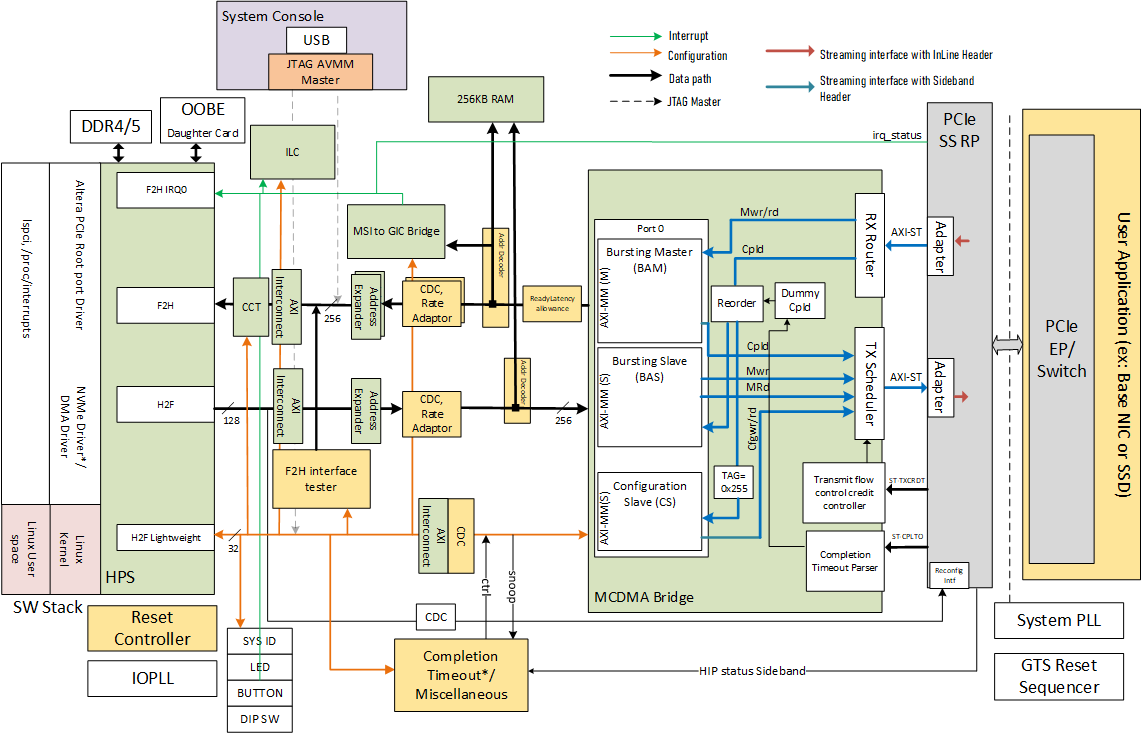 System Console
USB
JTAG AVMM
Master
Interrupt
Configuration
Data path
JTAG Master
Streaming interface with InLine Header
Streaming interface with Sideband
Header
DDR4/5
OOBE
Daughter Card
ILC
256KB RAM
irq_status
PCIe
SS RP
lspci, /proc/interrupts
Altera PCIe Root port Driver
NVMe Driver*/
DMA Driver
Linux User
space
Linux
Kernel
SW Stack
F2H IRQ0
F2H
H2F
H2F Lightweight
HPS
128
32
MSI to GIC Bridge
CCT
AXI
Interconnect
256
Address
Expander
CDC,
Rate
Adaptor
Addr Decoder
ReadyLatency
allowance
AXI
Interconnect
Address
Expander
CDC,
Rate
Adaptor
Addr Decoder
256
F2H interface
tester
AXI
Interconnect
CDC
ctrl
snoop
MCDMA Bridge
Port 0
Bursting Master
(BAM)
AXI-MM (M)
Bursting Slave
(BAS)
AXI-MM (S)
Configuration
Slave (CS)
AXI-MM(S)
Mwr/rd
Cpld
Reorder
Dummy
Cpld
Cpld
Mwr
MRd
Cfgwr/rd
TAG=
0x255
RX Router
TX Scheduler
Transmit flow
control credit
controller
Completion
Timeout Parser
AXI-ST
Adapter
AXI-ST
Adapter
ST-TXCRDT
ST-CPLTO
Reconfig
Intf
PCIe
EP/
Switch
User Application (ex: Base NIC or SSD)
Reset
Controller
IOPLL
SYS ID
LED
BUTTON
DIP SW
CDC
Completion
Timeout*/
Miscellaneous
HIP status Sideband
System PLL
GTS Reset
Sequencer